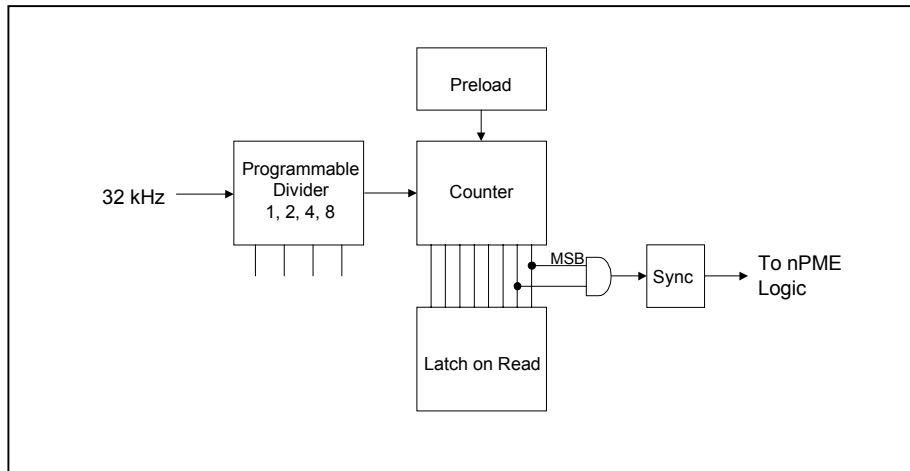 Preload
Programmable
Divider
1, 2, 4, 8
32 kHz
Counter
MSB
Sync
To nPME
Logic
Latch on Read